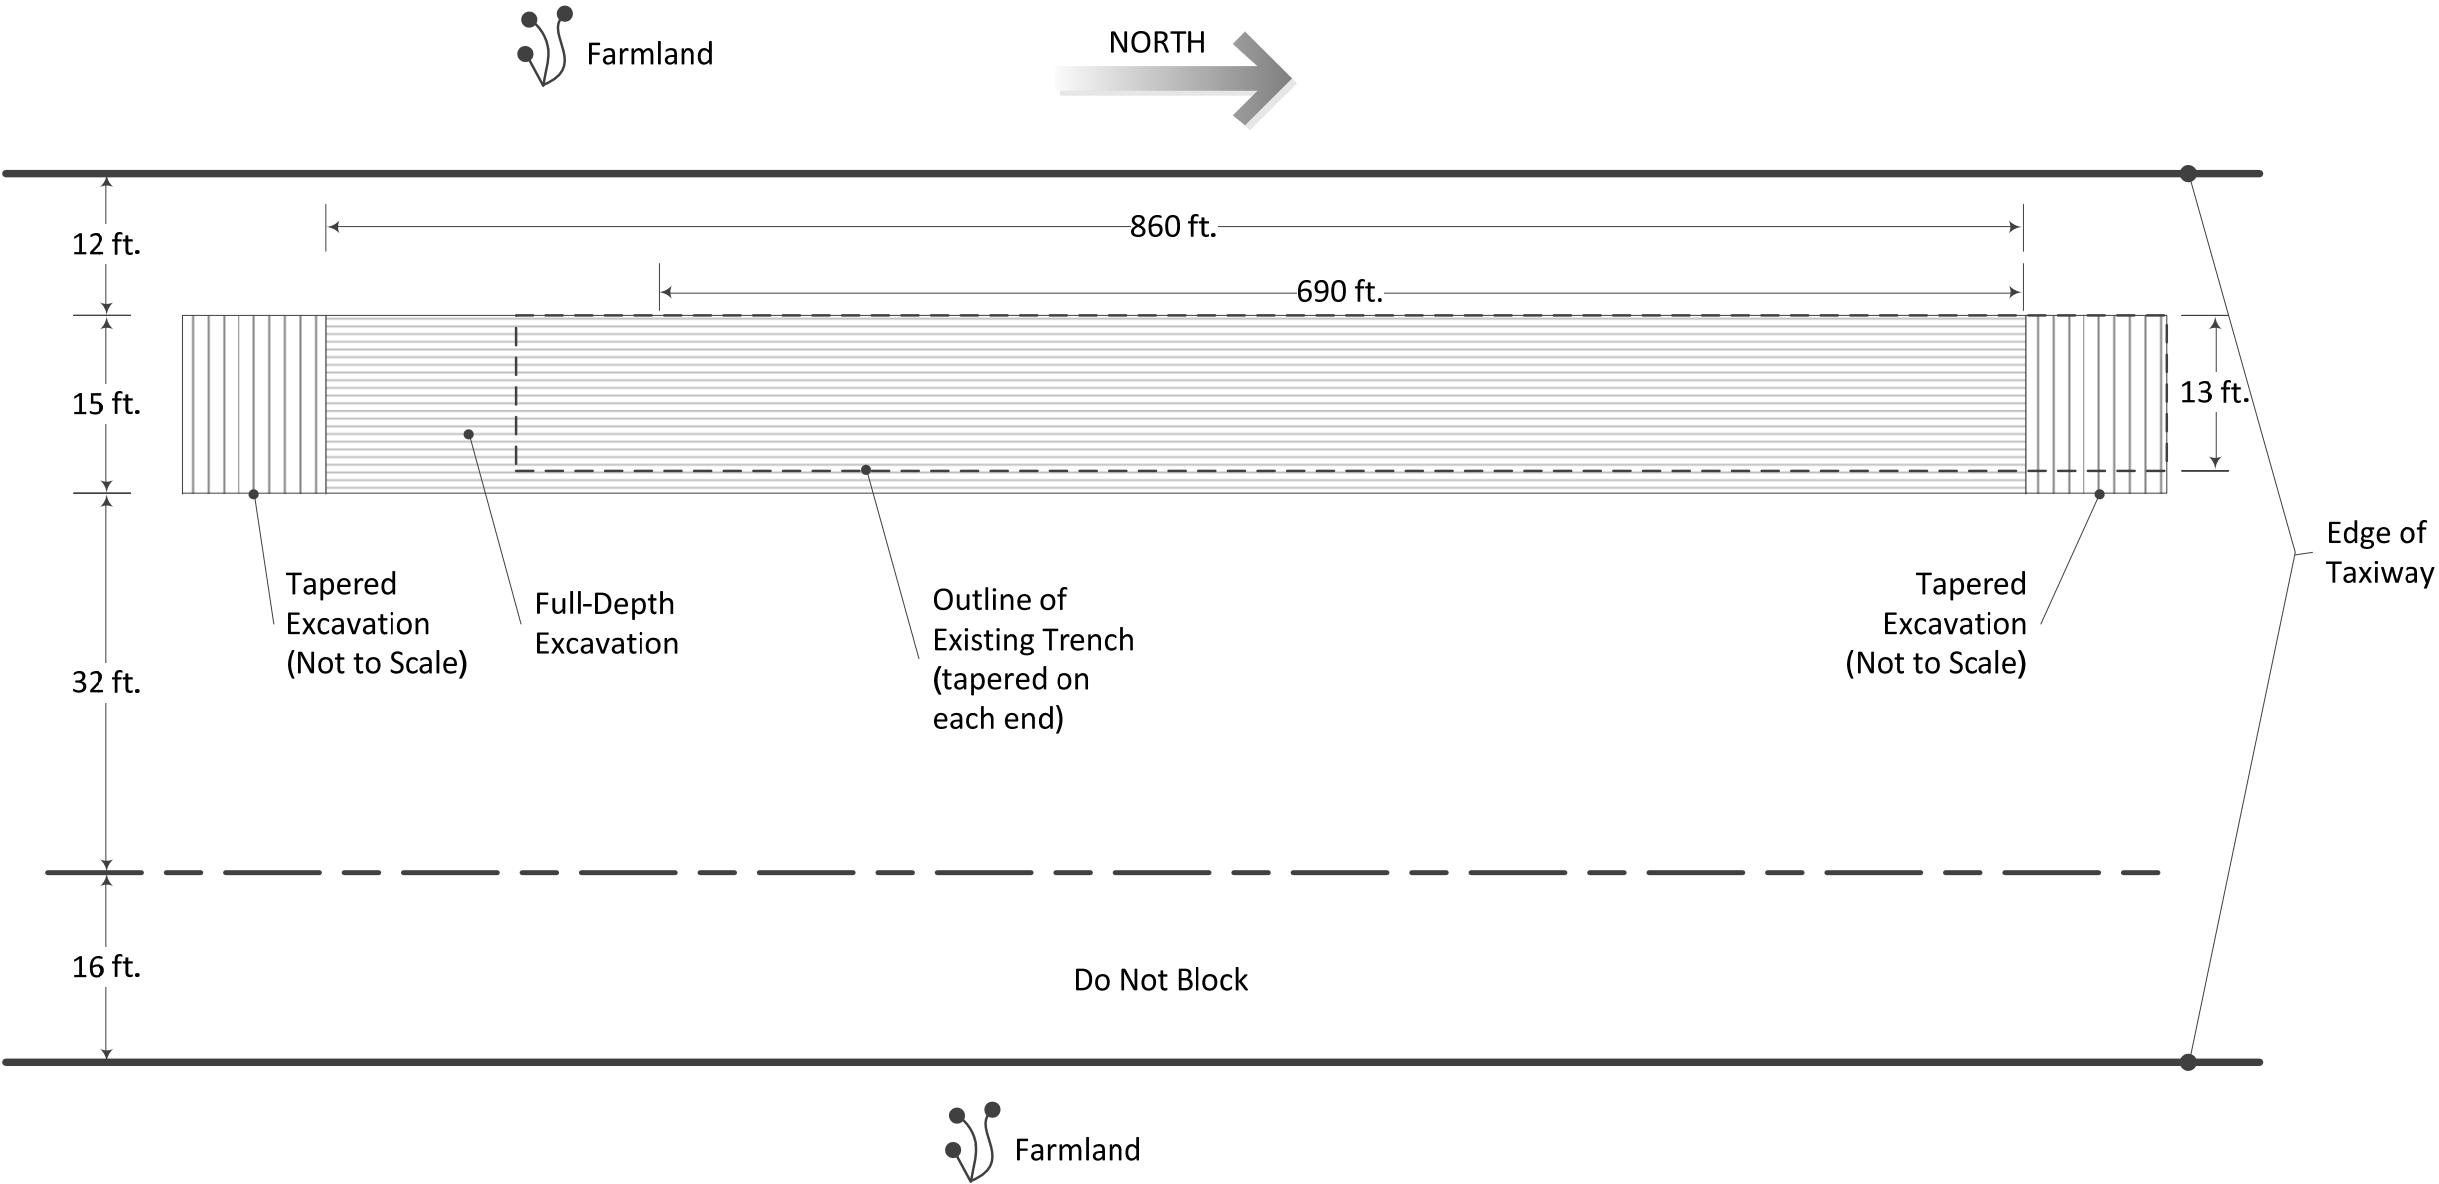 Farmland
NORTH
860 ft.
12 ft.
690 ft.
15 ft.
13 ft.
Edge of
Taxiway
Tapered
Excavation
(Not to Scale)
Full-Depth
Excavation
Outline of
Existing Trench
(tapered on
each end)
Tapered
Excavation
(Not to Scale)
32 ft.
16 ft.
Do Not Block
Farmland